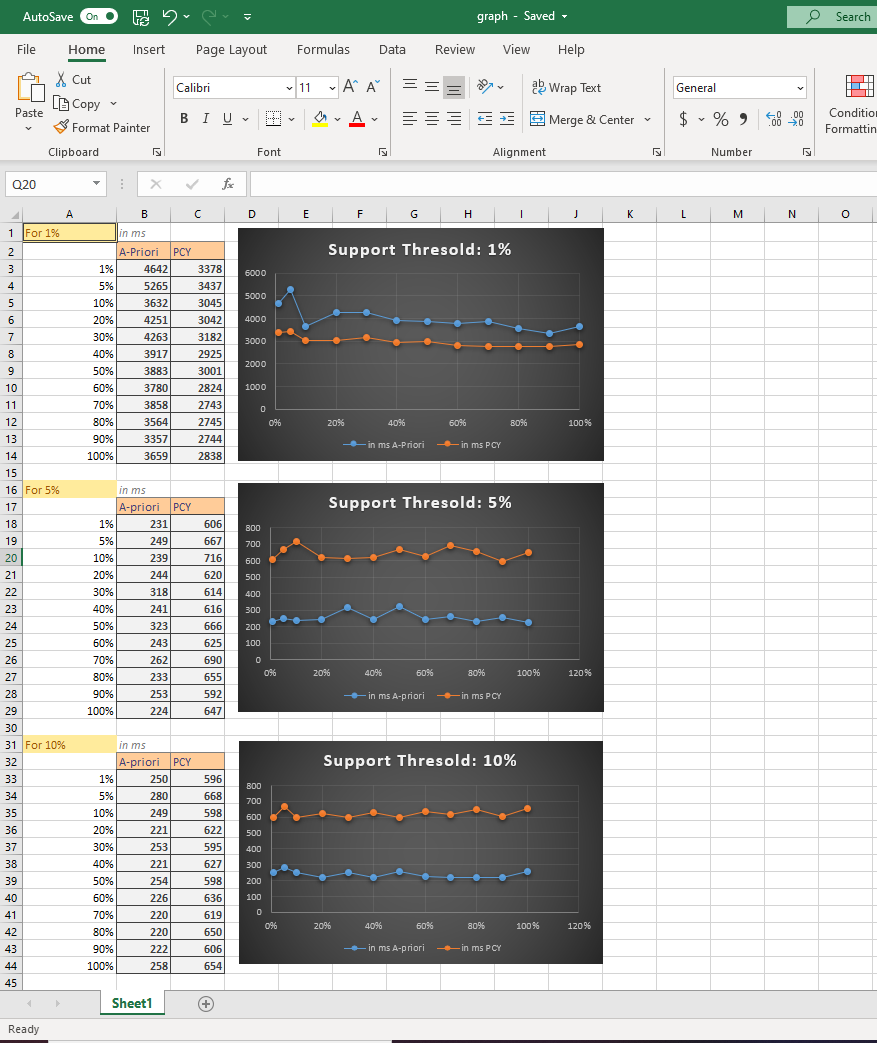 AutoSave On graph - Saved Search
File Home Insert Page Layout Formulas Data Review View Help
Paste Cut Copy Format Painter
Calibri 11 A A
B I U A
ab Wrap Text
Merge & Center
General
$ % 9 .00 .00
Conditio
Formattin
Clipboard Font Alignment Number
Q20 fx
A B C D E F G H I J K L M N O
1 For 1% in ms
2 A-Priori PCY
3 1% 4642 3378
4 5% 5265 3437
5 10% 3632 3045
6 20% 4251 3042
7 30% 4263 3182
8 40% 3917 2925
9 50% 3883 3001
10 60% 3780 2824
11 70% 3858 2743
12 80% 3564 2745
13 90% 3357 2744
14 100% 3659 2838
15
Support Thresold: 1%
6000
5000
4000
3000
2000
1000
0
0% 20% 40% 60% 80% 100%
in ms A-Priori in ms PCY
16 For 5% in ms
17 A-priori PCY
18 1% 231 606
19 5% 249 667
20 10% 239 716
21 20% 244 620
22 30% 318 614
23 40% 241 616
24 50% 323 666
25 60% 243 625
26 70% 262 690
27 80% 233 655
28 90% 253 592
29 100% 224 647
30
Support Thresold: 5%
800
700
600
500
400
300
200
100
0
0% 20% 40% 60% 80% 100% 120%
in ms A-priori in ms PCY
31 For 10% in ms
32 A-priori PCY
33 1% 250 596
34 5% 280 668
35 10% 249 598
36 20% 221 622
37 30% 253 595
38 40% 221 627
39 50% 254 598
40 60% 226 636
41 70% 220 619
42 80% 220 650
43 90% 222 606
44 100% 258 654
45
Support Thresold: 10%
800
700
600
500
400
300
200
100
0
0% 20% 40% 60% 80% 100% 120%
in ms A-priori in ms PCY
Sheet1
Ready